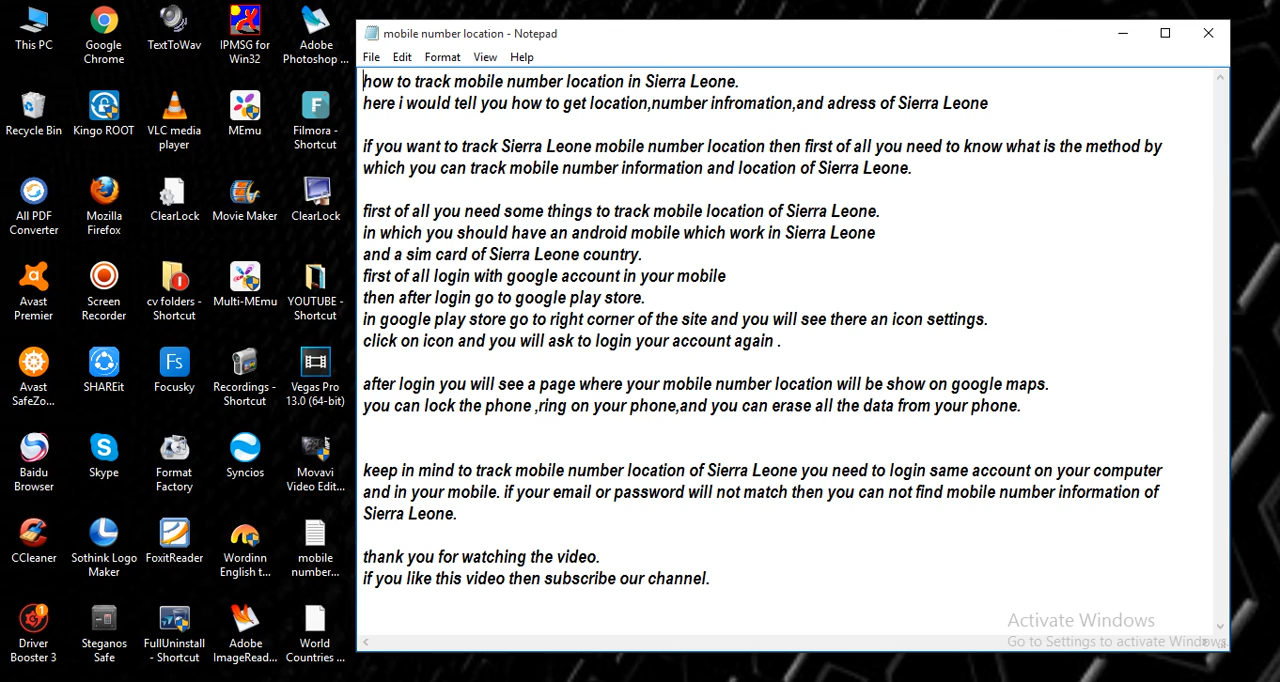 This PC
Google Chrome
TextToWav
IPMSG for Win32
Adobe Photoshop ...
Recycle Bin
Kingo ROOT
VLC media player
MEmu
Filmora - Shortcut
All PDF Converter
Mozilla Firefox
ClearLock
Movie Maker
ClearLock
Avast Premier
Screen Recorder
cv folders - Shortcut
Multi-MEmu
YOUTUBE - Shortcut
Avast SafeZo...
SHAREit
Focusky
Recordings - Shortcut
Vegas Pro 13.0 (64-bit)
Baidu Browser
Skype
Format Factory
Syncios
Movavi Video Edit...
CCleaner
Sothink Logo Maker
FoxitReader
Wordinn English t...
mobile number...
Driver Booster 3
Steganos Safe
FullUninstall - Shortcut
Adobe ImageRead...
World Countries ...
mobile number location - Notepad
File Edit Format View Help
how to track mobile number location in Sierra Leone.
here i would tell you how to get location,number infromation,and adress of Sierra Leone
if you want to track Sierra Leone mobile number location then first of all you need to know what is the method by
which you can track mobile number information and location of Sierra Leone.
first of all you need some things to track mobile location of Sierra Leone.
in which you should have an android mobile which work in Sierra Leone
and a sim card of Sierra Leone country.
first of all login with google account in your mobile
then after login go to google play store.
in google play store go to right corner of the site and you will see there an icon settings.
click on icon and you will ask to login your account again .
after login you will see a page where your mobile number location will be show on google maps.
you can lock the phone ,ring on your phone,and you can erase all the data from your phone.
keep in mind to track mobile number location of Sierra Leone you need to login same account on your computer
and in your mobile. if your email or password will not match then you can not find mobile number information of
Sierra Leone.
thank you for watching the video.
if you like this video then subscribe our channel.
Activate Windows
Go to Settings to activate Windows.